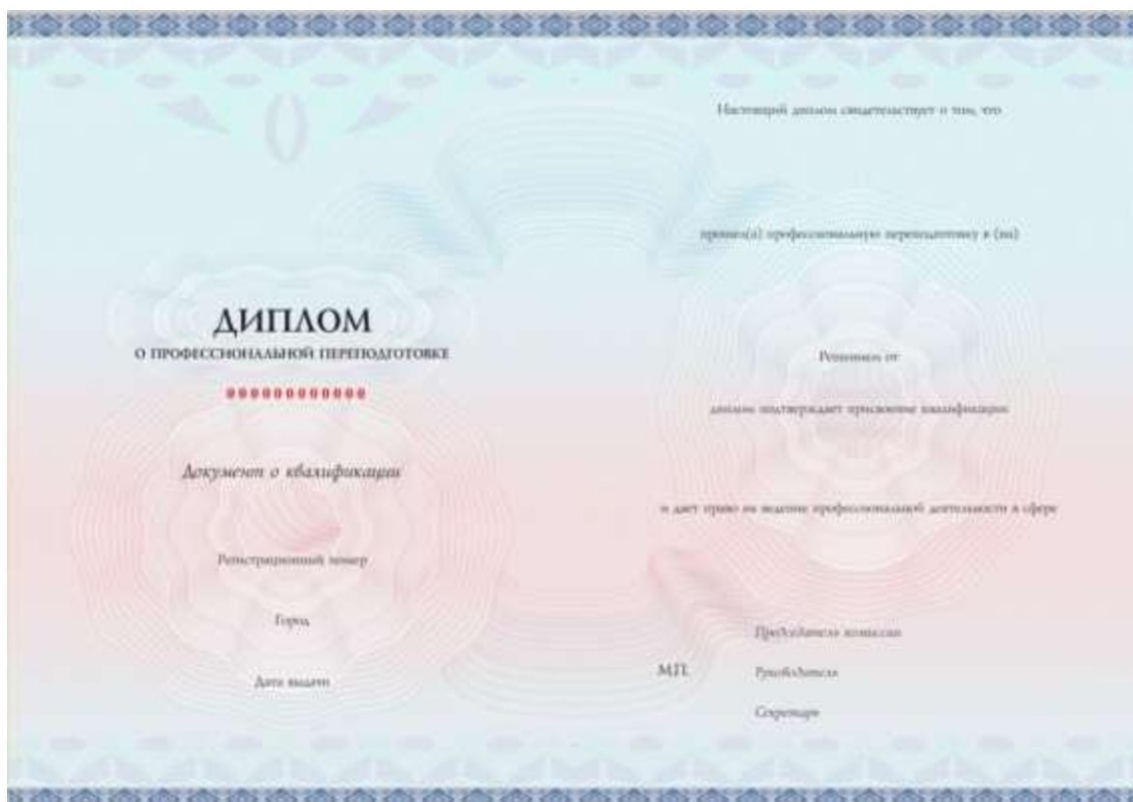 ДИПЛОМ
О ПРОФЕССИОНАЛЬНОЙ ПЕРЕПОДГОТОВКЕ
000000000000
Документ о квалификации
Регистрационный номер
Город
Дата выдачи
Настоящий диплом свидетельствует о том, что
прошел(а) профессиональную переподготовку в (на)
Решением от
диплом подтверждает присвоение квалификации
и дает право на ведение профессиональной деятельности в сфере
Председатель комиссии
М.П.
Руководитель
Секретарь